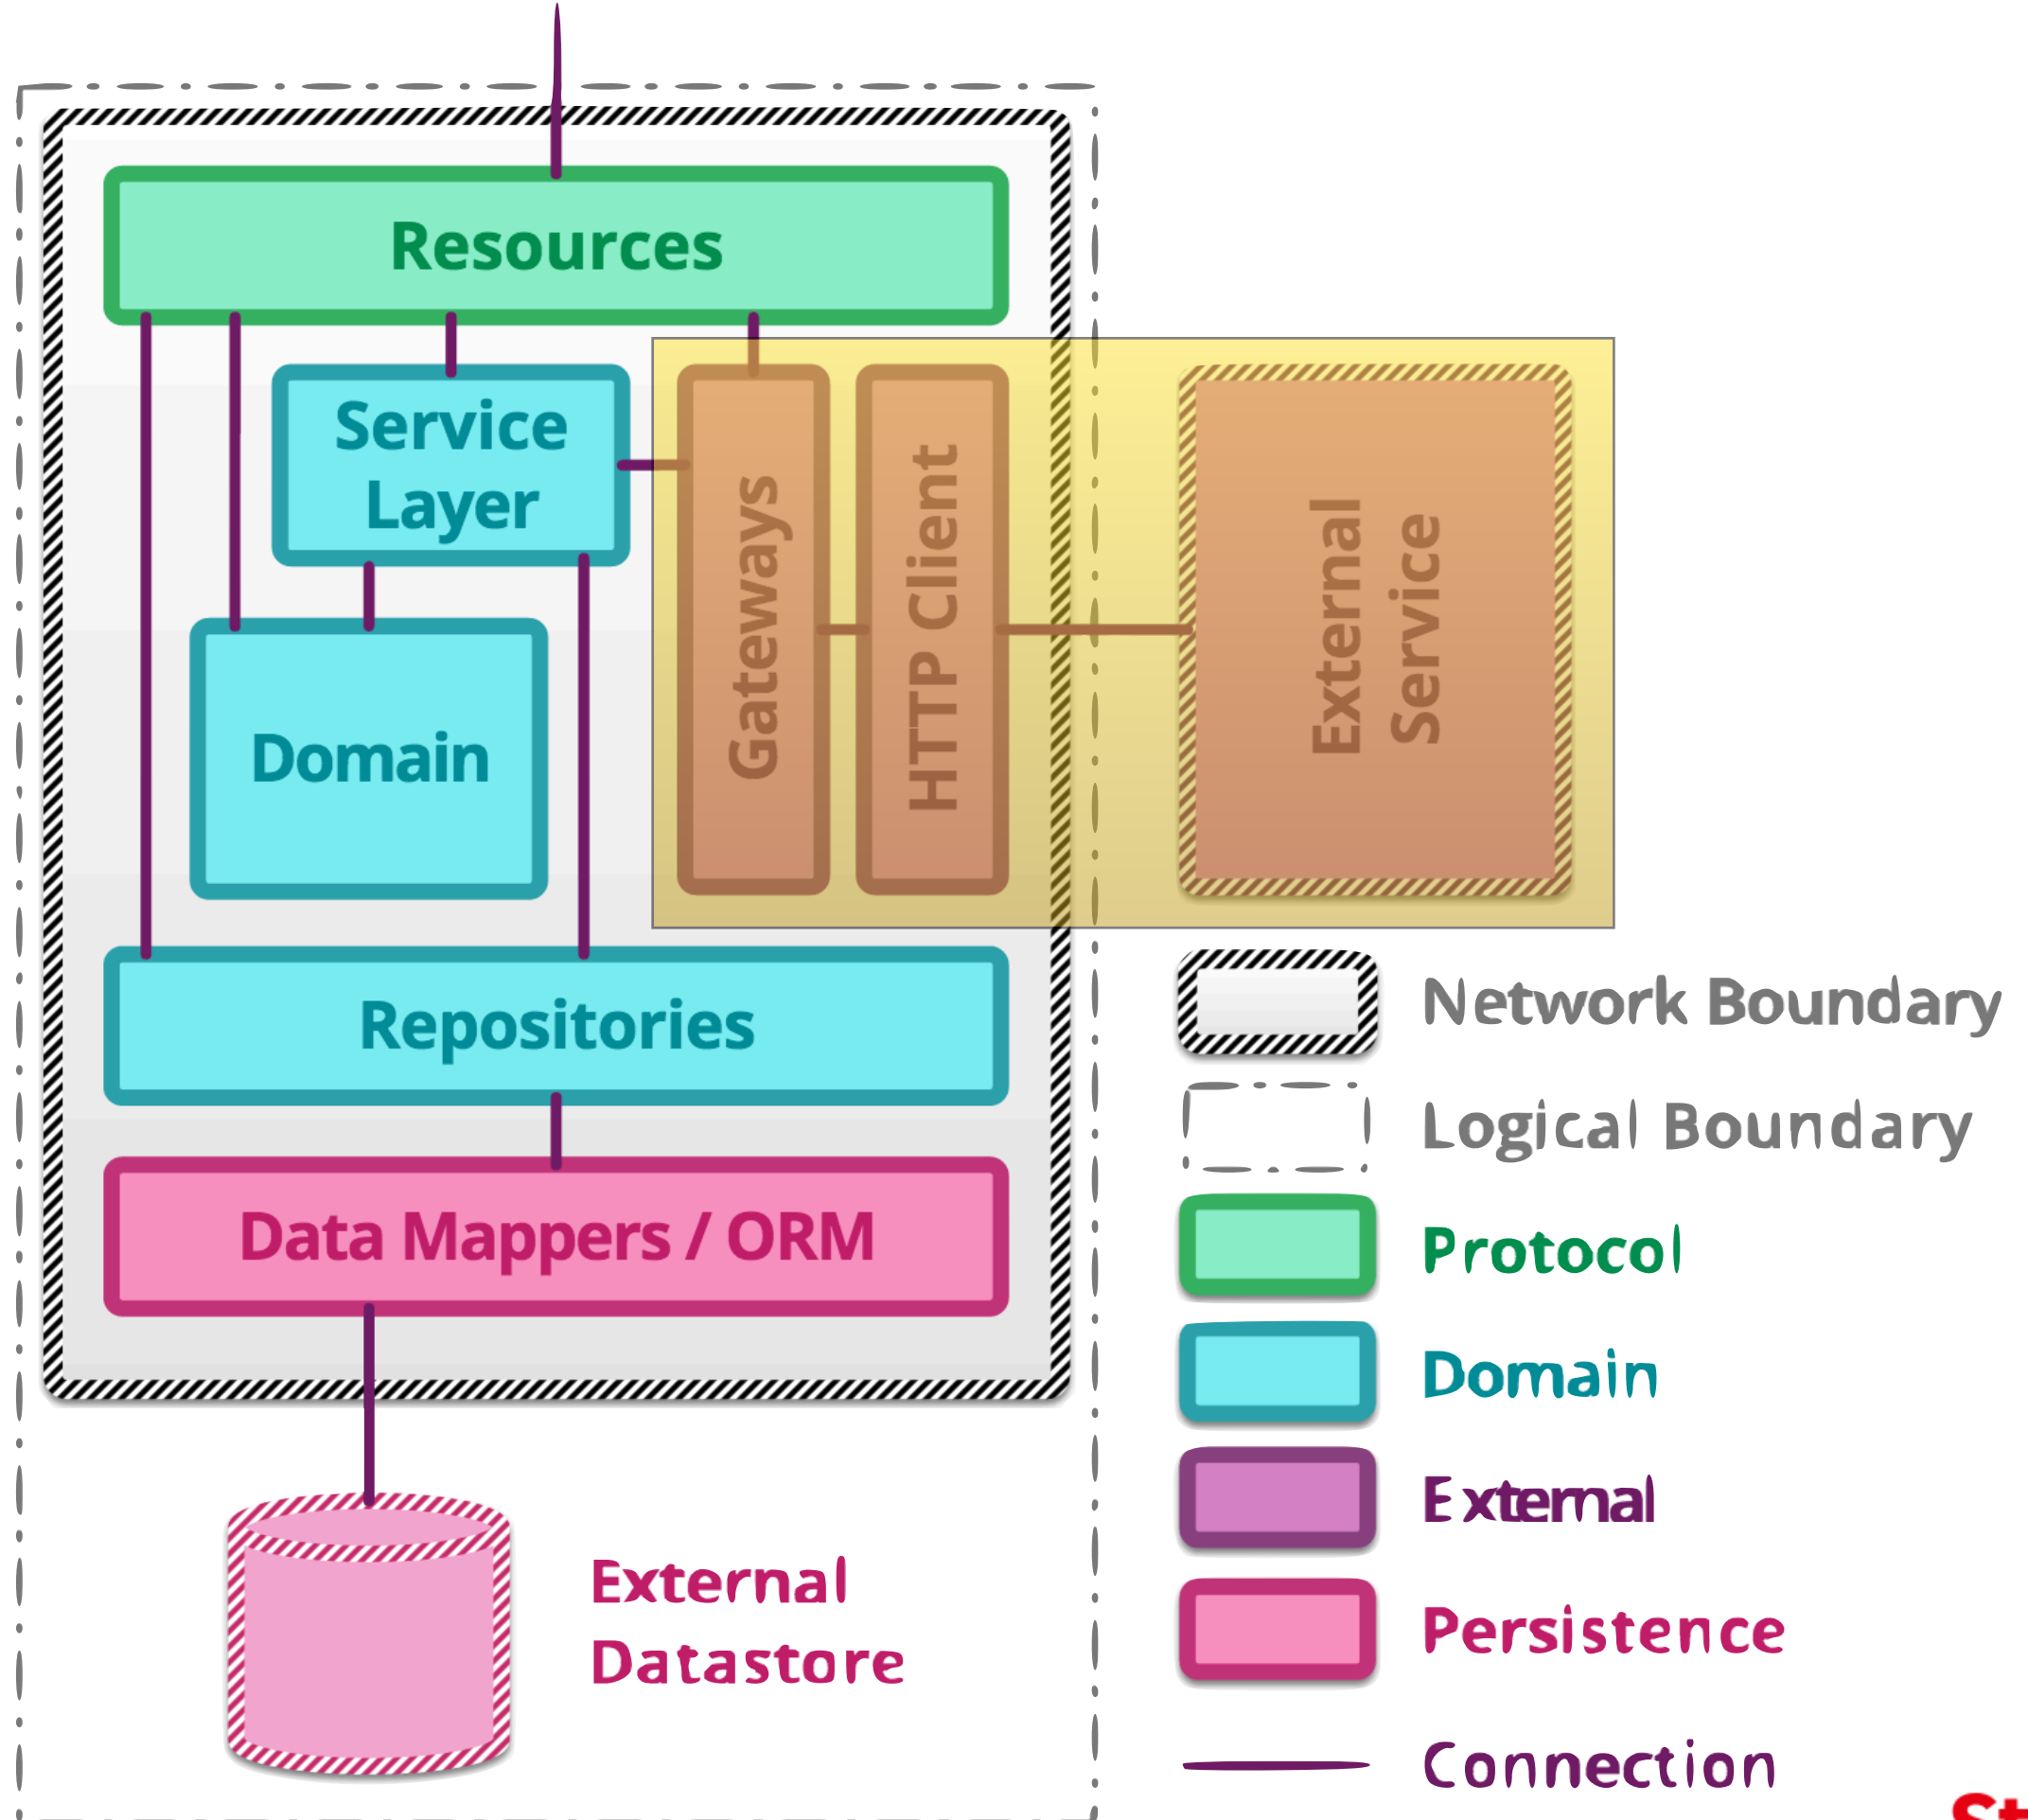 Resources
Service
Layer
Gateways
HTTP Client
External
Service
Domain
Repositories
Data Mappers / ORM
External
Datastore
Network Boundary
Logical Boundary
Protocol
Domain
External
Persistence
Connection